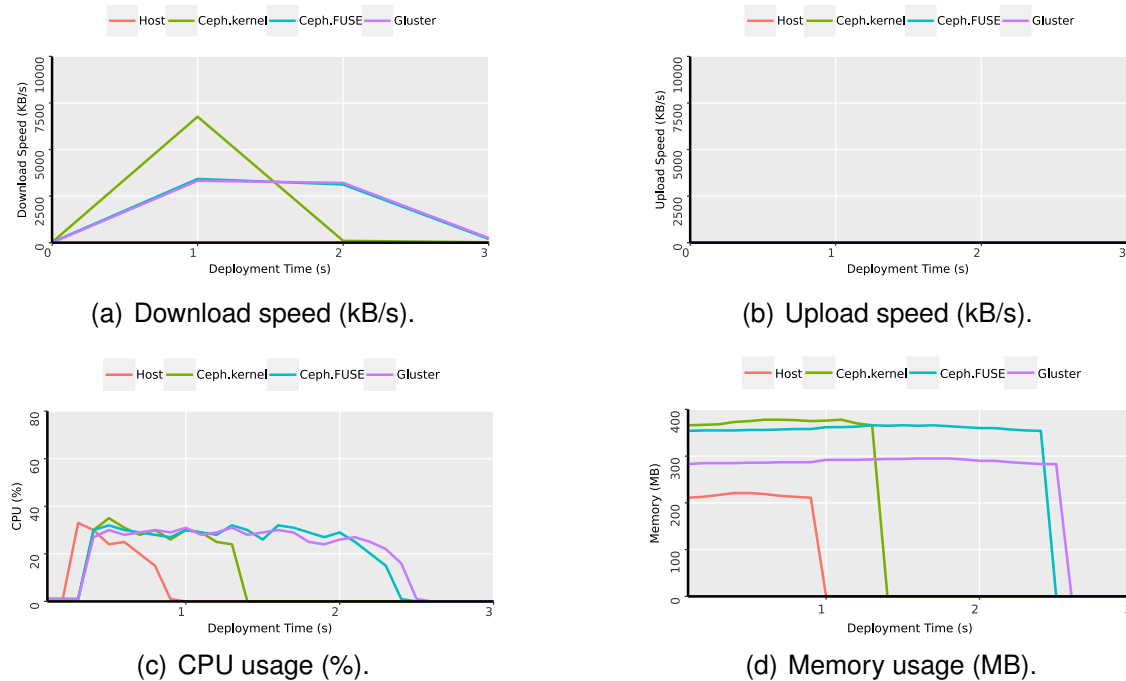 Host Ceph.kernel Ceph.FUSE Gluster
Download Speed (KB/s)
10000
7500
5000
2500
0
1 2 3
Deployment Time (s)
(a) Download speed (kB/s).
Host Ceph.kernel Ceph.FUSE Gluster
Upload Speed (KB/s)
10000
7500
5000
2500
0
1 2 3
Deployment Time (s)
(b) Upload speed (kB/s).
Host Ceph.kernel Ceph.FUSE Gluster
CPU (%)
80
60
40
20
0
1 2 3
Deployment Time (s)
(c) CPU usage (%).
Host Ceph.kernel Ceph.FUSE Gluster
Memory (MB)
400
300
200
100
0
1 2
Deployment Time (s)
(d) Memory usage (MB).